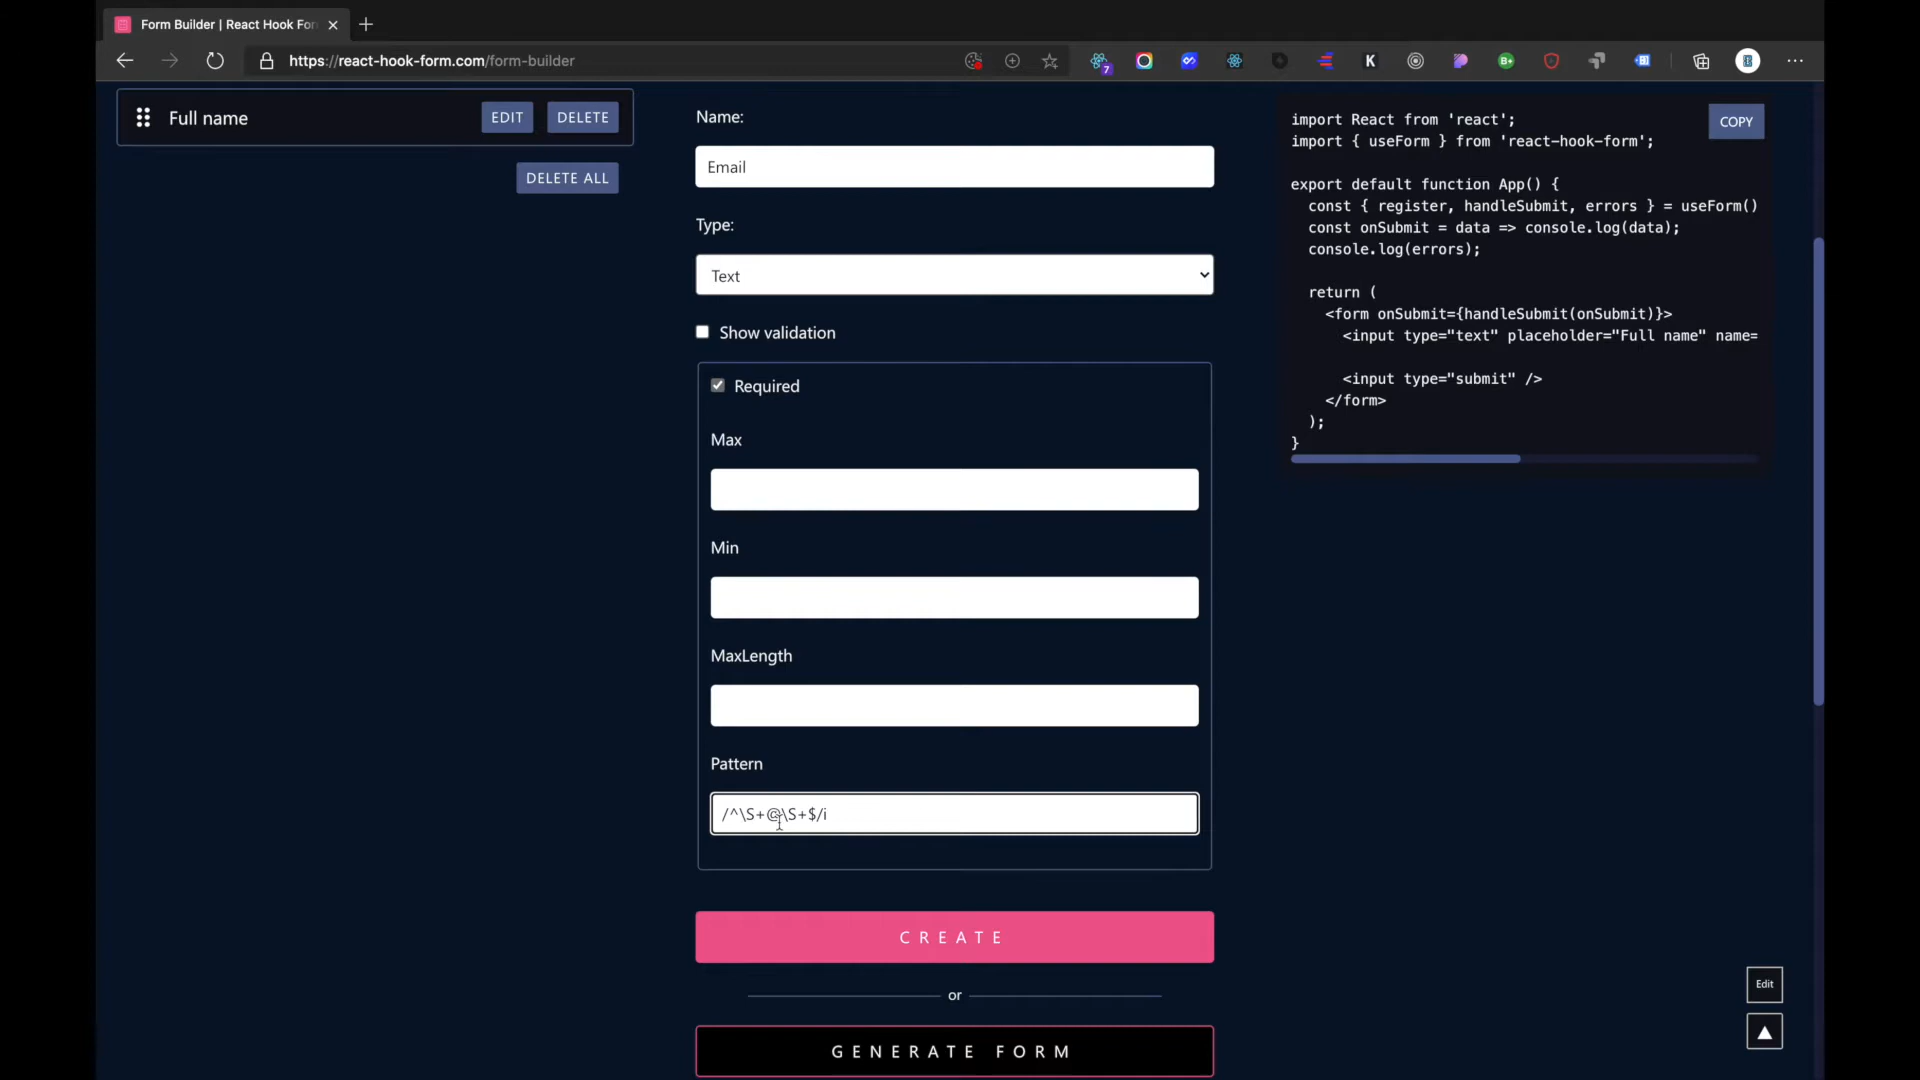 Form Builder | React Hook For
https://react-hook-form.com/form-builder
7
K
B+
Full name
EDIT
DELETE
DELETE ALL
Name:
Email
Type:
Text
Show validation
Required
Max
Min
MaxLength
Pattern
/^\S+@\S+$/i
CREATE
or
GENERATE FORM
COPY
import React from 'react';
import { useForm } from 'react-hook-form';
export default function App() {
const { register, handleSubmit, errors } = useForm()
const onSubmit = data => console.log(data);
console.log(errors);
return (
<form onSubmit={handleSubmit(onSubmit)}>
<input type="text" placeholder="Full name" name=
<input type="submit" />
</form>
);
}
Edit